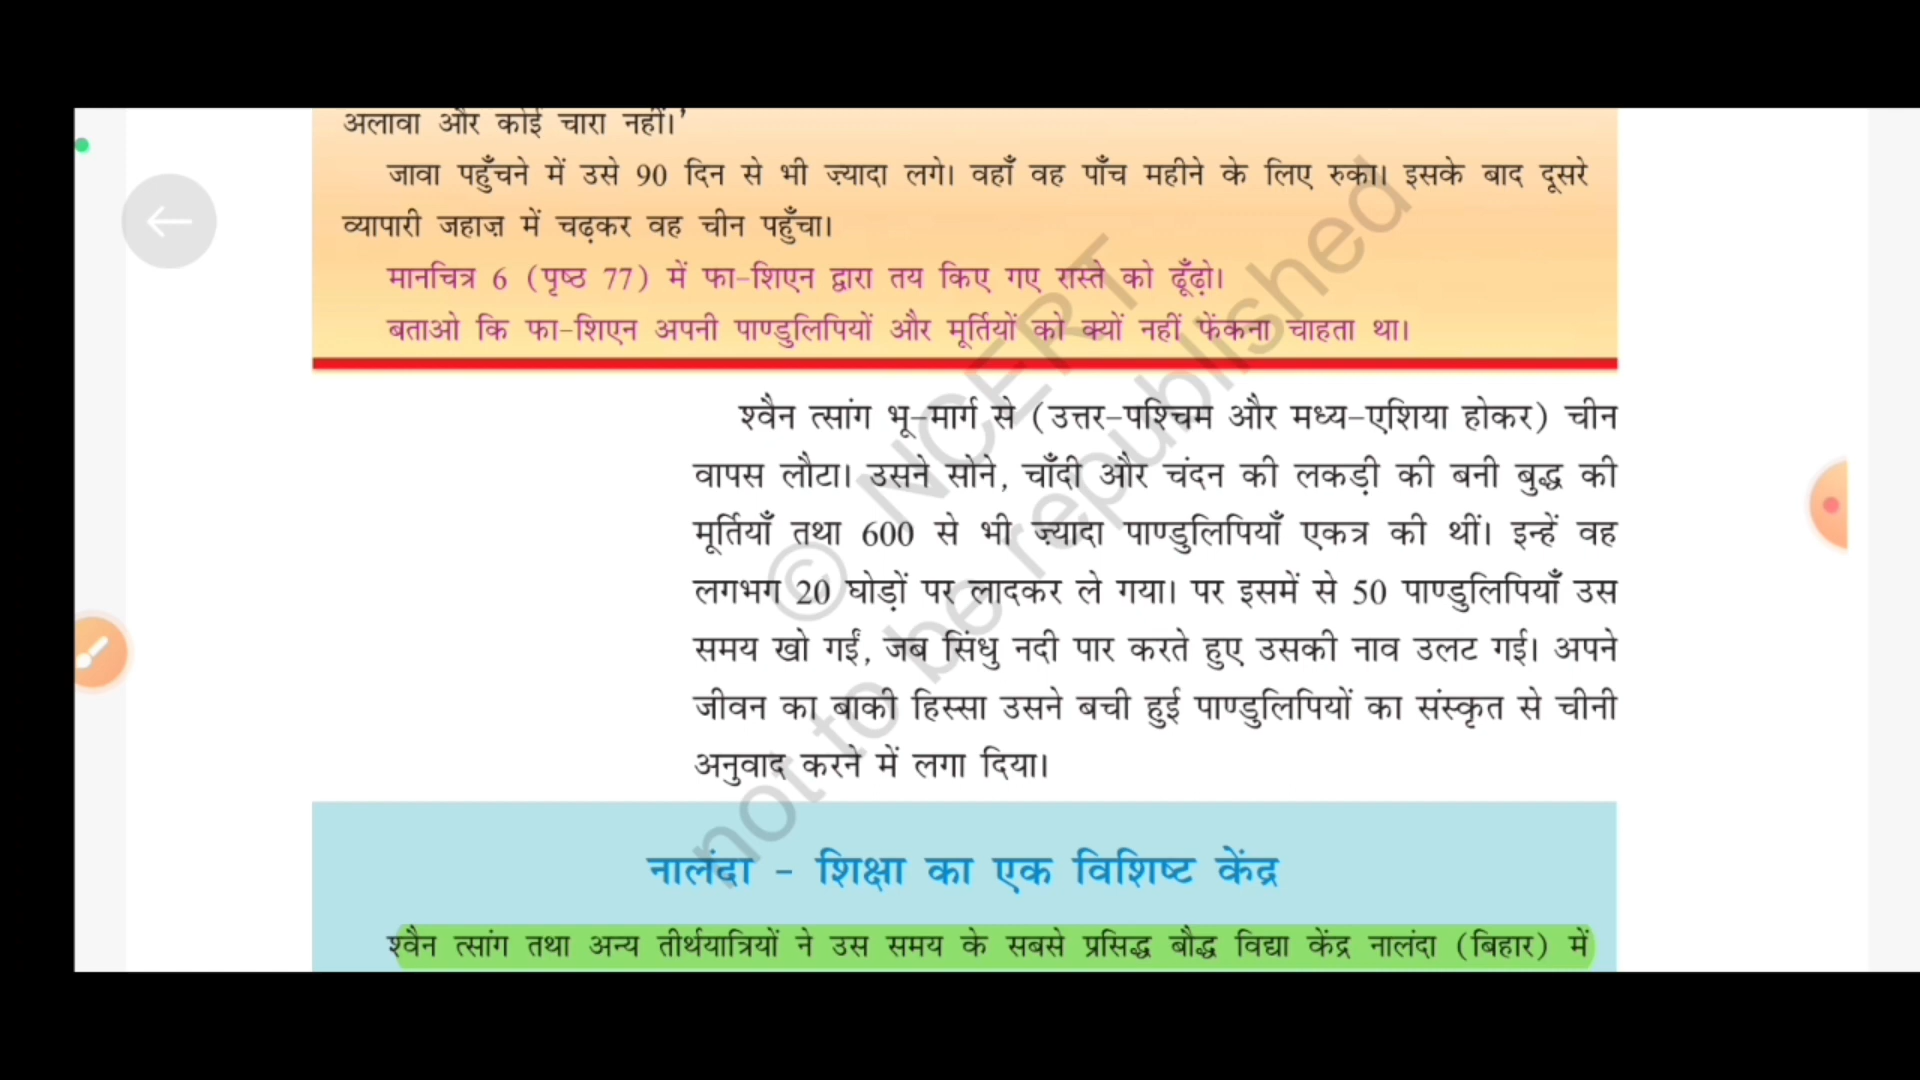 अलावा और कोई चारा नहीं।'
जावा पहुँचने में उसे 90 दिन से भी ज़्यादा लगे। वहाँ वह पाँच महीने के लिए रुका। इसके बाद दूसरे
व्यापारी जहाज़ में चढ़कर वह चीन पहुँचा।
मानचित्र 6 (पृष्ठ 77) में फा-शिएन द्वारा तय किए गए रास्ते को ढूँढ़ो।
बताओ कि फा-शिएन अपनी पाण्डुलिपियों और मूर्तियों को क्यों नहीं फेंकना चाहता था।
श्वैन त्सांग भू-मार्ग से (उत्तर-पश्चिम और मध्य-एशिया होकर) चीन
वापस लौटा। उसने सोने, चाँदी और चंदन की लकड़ी की बनी बुद्ध की
मूर्तियाँ तथा 600 से भी ज़्यादा पाण्डुलिपियाँ एकत्र की थीं। इन्हें वह
लगभग 20 घोड़ों पर लादकर ले गया। पर इसमें से 50 पाण्डुलिपियाँ उस
समय खो गईं, जब सिंधु नदी पार करते हुए उसकी नाव उलट गई। अपने
जीवन का बाकी हिस्सा उसने बची हुई पाण्डुलिपियों का संस्कृत से चीनी
अनुवाद करने में लगा दिया।
© NCERT
not to be republished
नालंदा - शिक्षा का एक विशिष्ट केंद्र
श्वैन त्सांग तथा अन्य तीर्थयात्रियों ने उस समय के सबसे प्रसिद्ध बौद्ध विद्या केंद्र नालंदा (बिहार) में